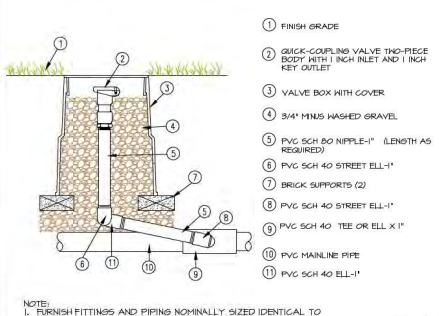 1 FINISH GRADE
2 QUICK-COUPLING VALVE TWO-PIECE
BODY WITH 1 INCH INLET AND 1 INCH
KEY OUTLET
3 VALVE BOX WITH COVER
4 3/4" MINUS WASHED GRAVEL
5 PVC SCH 80 NIPPLE-1" (LENGTH AS
REQUIRED)
6 PVC SCH 40 STREET ELL-1"
7 BRICK SUPPORTS (2)
8 PVC SCH 40 STREET ELL-1"
9 PVC SCH 40 TEE OR ELL X 1"
10 PVC MAINLINE PIPE
11 PVC SCH 40 ELL-1"
1
2
3
4
5
7
5
8
6
11
10
9
NOTE:
1. FURNISH FITTINGS AND PIPING NOMINALLY SIZED IDENTICAL TO